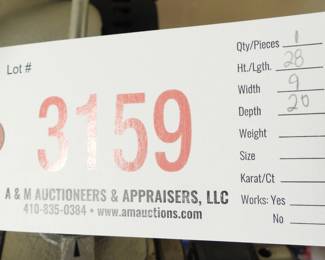 Lot #
3159
A & M AUCTIONEERS & APPRAISERS, LLC
410-835-0384 • www.amauctions.com
Qty/Pieces 1
Ht./Lgth. 28
Width 9
Depth 20
Weight
Size
Karat/Ct
Works: Yes
No